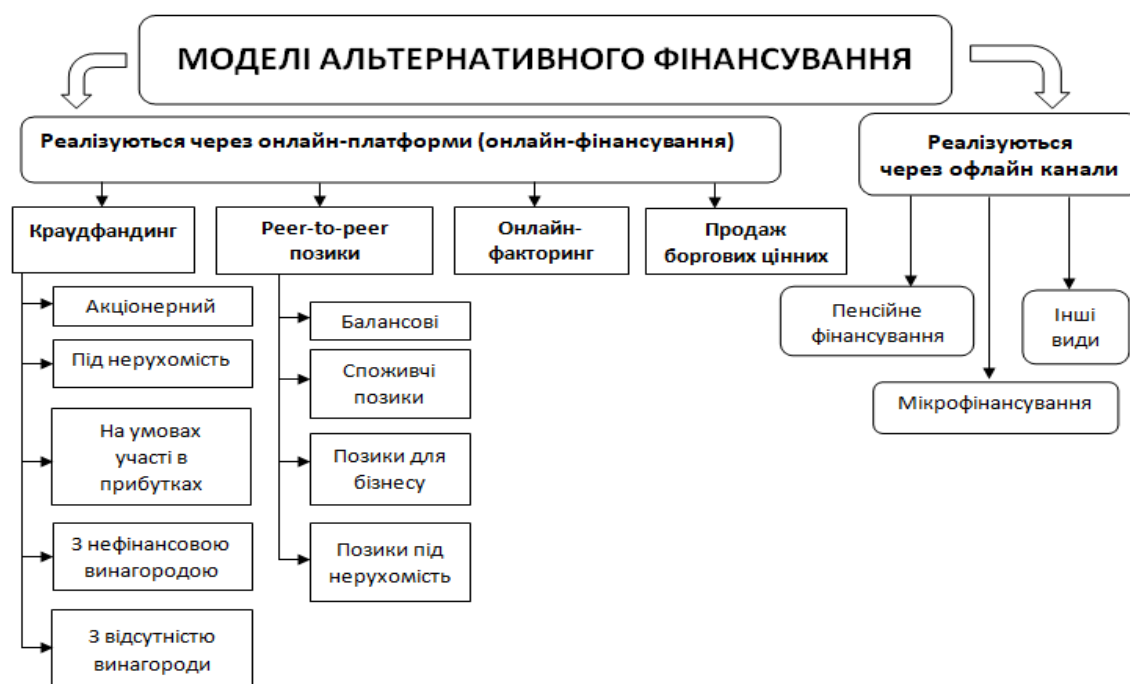 МОДЕЛІ АЛЬТЕРНАТИВНОГО ФІНАНСУВАННЯ
Реалізуються через онлайн-платформи (онлайн-фінансування)
Реалізуються
через офлайн канали
Краудфандинг
Peer-to-peer
позики
Онлайн-
факторинг
Продаж
боргових цінних
Акціонерний
Під нерухомість
На умовах
участі в
прибутках
З нефінансовою
винагородою
З відсутністю
винагороди
Балансові
Споживчі
позики
Позики для
бізнесу
Позики під
нерухомість
Пенсійне
фінансування
Мікрофінансування
Інші
види